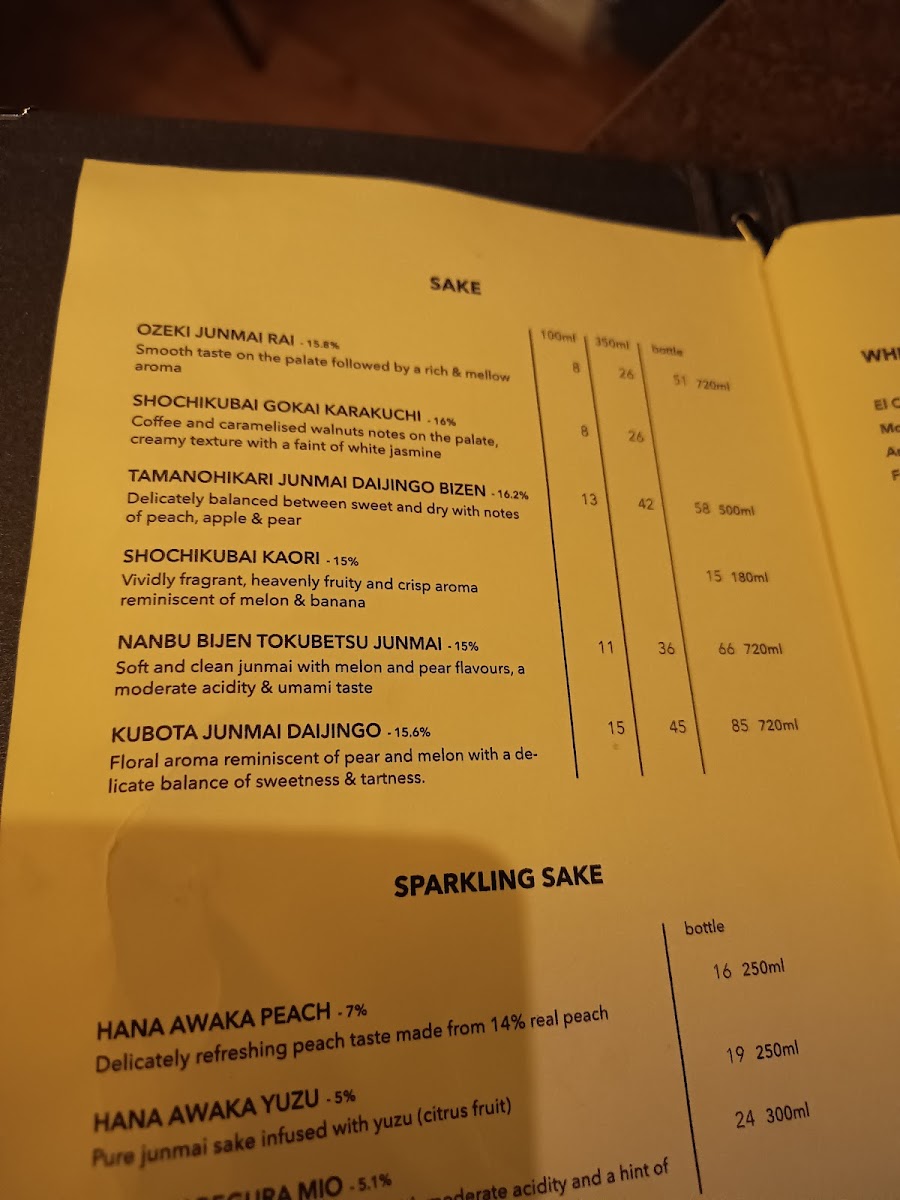 SAKE
100ml 350ml bottle
OZEKI JUNMAI RAI - 15.8%
Smooth taste on the palate followed by a rich & mellow
aroma
8 26 51 720ml
SHOCHIKUBAI GOKAI KARAKUCHI - 16%
Coffee and caramelised walnuts notes on the palate,
creamy texture with a faint of white jasmine
8 26
TAMANOHIKARI JUNMAI DAIJINGO BIZEN - 16.2%
Delicately balanced between sweet and dry with notes
of peach, apple & pear
13 42 58 500ml
SHOCHIKUBAI KAORI - 15%
Vividly fragrant, heavenly fruity and crisp aroma
reminiscent of melon & banana
15 180ml
NANBU BIJEN TOKUBETSU JUNMAI - 15%
Soft and clean junmai with melon and pear flavours, a
moderate acidity & umami taste
11 36 66 720ml
KUBOTA JUNMAI DAIJINGO - 15.6%
Floral aroma reminiscent of pear and melon with a de-
licate balance of sweetness & tartness.
15 45 85 720ml
SPARKLING SAKE
bottle
HANA AWAKA PEACH - 7%
Delicately refreshing peach taste made from 14% real peach
16 250ml
HANA AWAKA YUZU - 5%
Pure junmai sake infused with yuzu (citrus fruit)
19 250ml
MIO - 5.1%
acidity and a hint of
24 300ml
WHI
El C